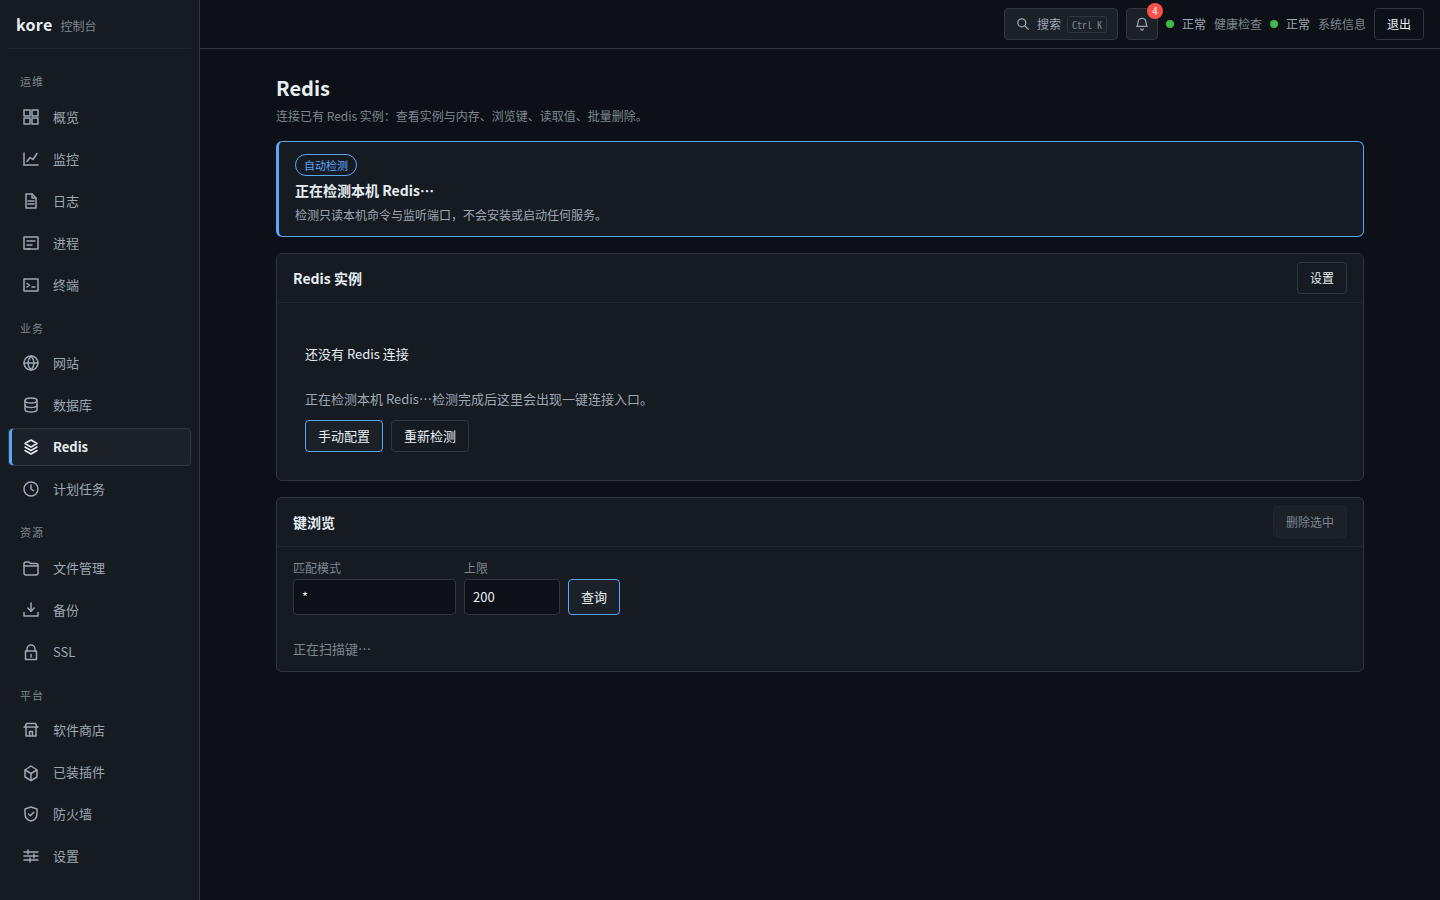 kore 控制台
搜索 Ctrl K
4
正常 健康检查
正常 系统信息
退出
运维
概览
监控
日志
进程
终端
业务
网站
数据库
Redis
计划任务
资源
文件管理
备份
SSL
平台
软件商店
已装插件
防火墙
设置
Redis
连接已有 Redis 实例：查看实例与内存、浏览键、读取值、批量删除。
自动检测
正在检测本机 Redis…
检测只读本机命令与监听端口，不会安装或启动任何服务。
Redis 实例
设置
还没有 Redis 连接
正在检测本机 Redis…检测完成后这里会出现一键连接入口。
手动配置
重新检测
键浏览
删除选中
匹配模式
上限
*
200
查询
正在扫描键…